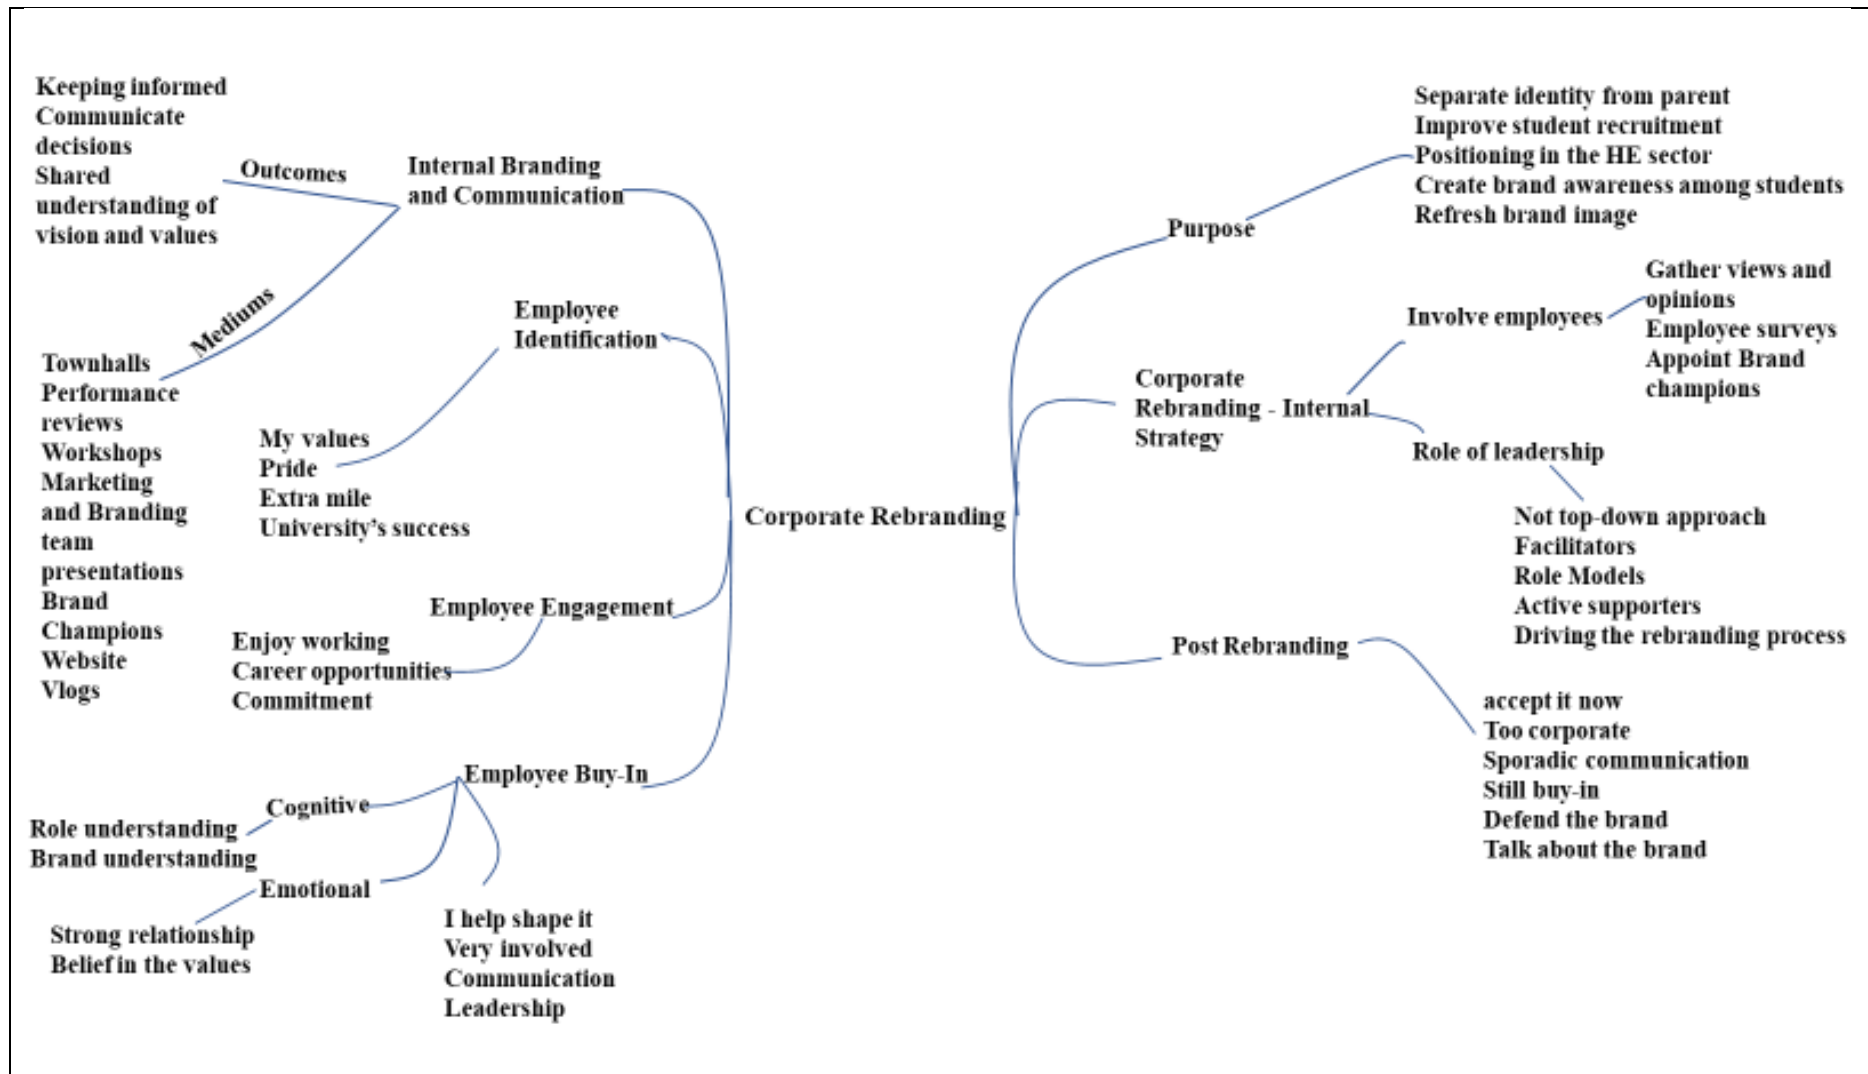 Keeping informed
Communicate
decisions
Shared
understanding of
vision and values
Outcomes
Internal Branding
and Communication
Mediums
Townhalls
Performance
reviews
Workshops
Marketing
and Branding
team
presentations
Brand
Champions
Website
Vlogs
Employee
Identification
My values
Pride
Extra mile
University’s success
Employee Engagement
Enjoy working
Career opportunities
Commitment
Employee Buy-In
Cognitive
Role understanding
Brand understanding
Emotional
Strong relationship
Belief in the values
I help shape it
Very involved
Communication
Leadership
Corporate Rebranding
Purpose
Separate identity from parent
Improve student recruitment
Positioning in the HE sector
Create brand awareness among students
Refresh brand image
Corporate
Rebranding - Internal
Strategy
Involve employees
Gather views and
opinions
Employee surveys
Appoint Brand
champions
Role of leadership
Not top-down approach
Facilitators
Role Models
Active supporters
Driving the rebranding process
Post Rebranding
accept it now
Too corporate
Sporadic communication
Still buy-in
Defend the brand
Talk about the brand